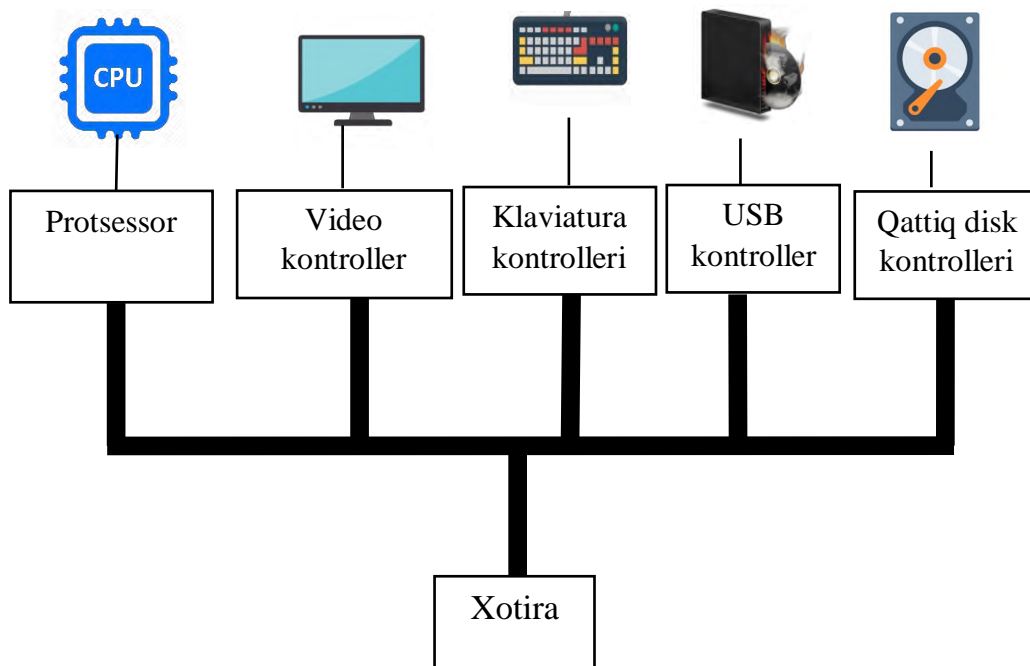 CPU
Protsessor
Video
kontroller
Klaviatura
kontrolleri
USB
kontroller
Qattiq disk
kontrolleri
Xotira